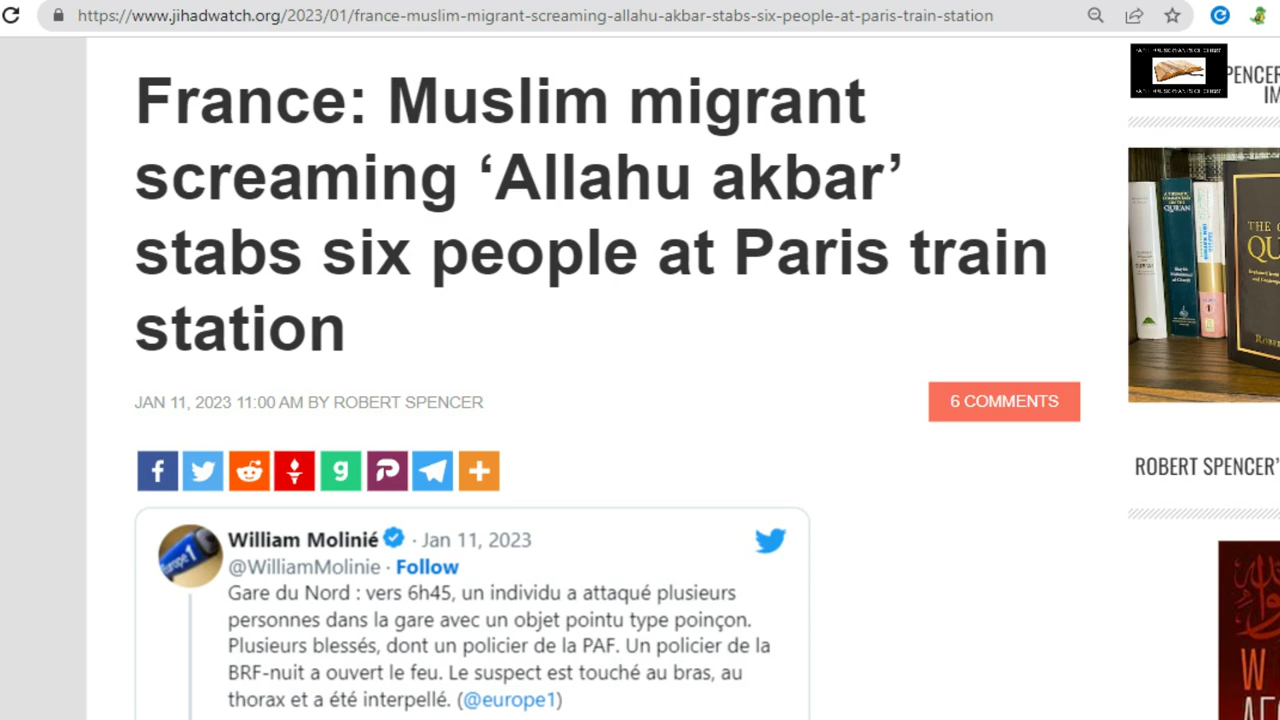 https://www.jihadwatch.org/2023/01/france-muslim-migrant-screaming-allahu-akbar-stabs-six-people-at-paris-train-station
France: Muslim migrant
screaming ‘Allahu akbar’
stabs six people at Paris train
station
JAN 11, 2023 11:00 AM BY ROBERT SPENCER
6 COMMENTS
William Molinié · Jan 11, 2023
@WilliamMolinie · Follow
Gare du Nord : vers 6h45, un individu a attaqué plusieurs
personnes dans la gare avec un objet pointu type poinçon.
Plusieurs blessés, dont un policier de la PAF. Un policier de la
BRF-nuit a ouvert le feu. Le suspect est touché au bras, au
thorax et a été interpellé. (@europe1)
ROBERT SPENCER'
QUR'AN
THE
QU